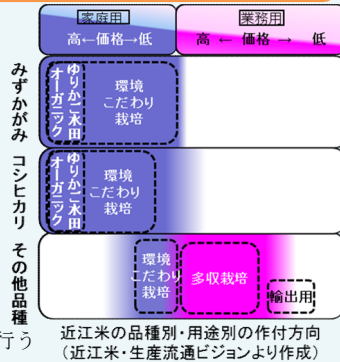 家庭用 業務用
高←価格→低 高 ← 価格 → 低
みずかがみ
オーガニック
ゆりかご水田
環境
こだわり
栽培
コシヒカリ
オーガニック
ゆりかご水田
環境
こだわり
栽培
その他品種
環境
こだわり
栽培
多収栽培
輸出用
行う
近江米の品種別・用途別の作付方向
（近江米・生産流通ビジョンより作成）